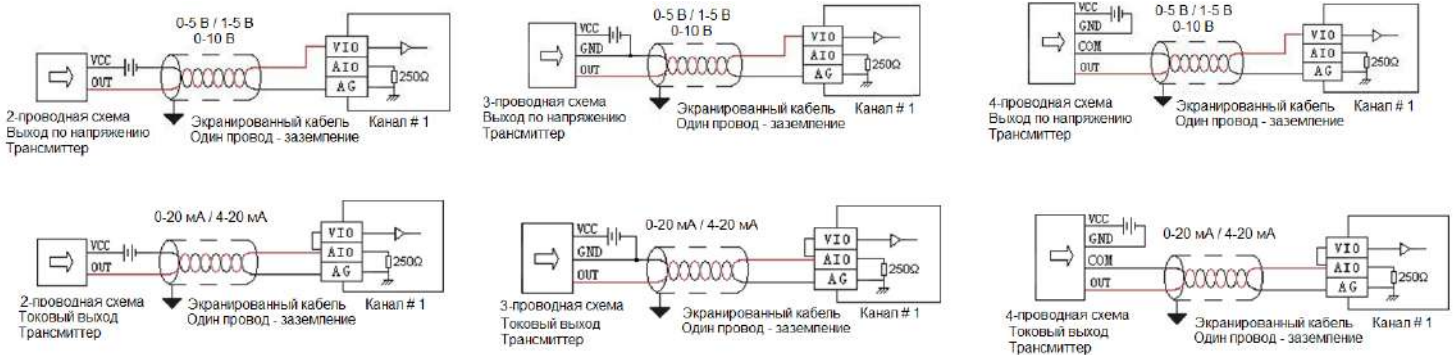 0-5 В / 1-5 В
0-10 В
VCC
OUT
VIO
AIO
AG
250Ω
2-проводная схема
Выход по напряжению
Трансмиттер
Экранированный кабель
Один провод - заземление
Канал # 1
0-5 В / 1-5 В
0-10 В
VCC
GND
OUT
VIO
AIO
AG
250Ω
3-проводная схема
Выход по напряжению
Трансмиттер
Экранированный кабель
Один провод - заземление
Канал # 1
0-5 В / 1-5 В
0-10 В
VCC
GND
COM
OUT
VIO
AIO
AG
250Ω
4-проводная схема
Выход по напряжению
Трансмиттер
Экранированный кабель
Один провод - заземление
Канал # 1
0-20 мА / 4-20 мА
VCC
OUT
VIO
AIO
AG
250Ω
2-проводная схема
Токовый выход
Трансмиттер
Экранированный кабель
Один провод - заземление
Канал # 1
0-20 мА / 4-20 мА
VCC
GND
OUT
VIO
AIO
AG
250Ω
3-проводная схема
Токовый выход
Трансмиттер
Экранированный кабель
Один провод - заземление
Канал # 1
0-20 мА / 4-20 мА
VCC
GND
COM
OUT
VIO
AIO
AG
250Ω
4-проводная схема
Токовый выход
Трансмиттер
Экранированный кабель
Один провод - заземление
Канал # 1